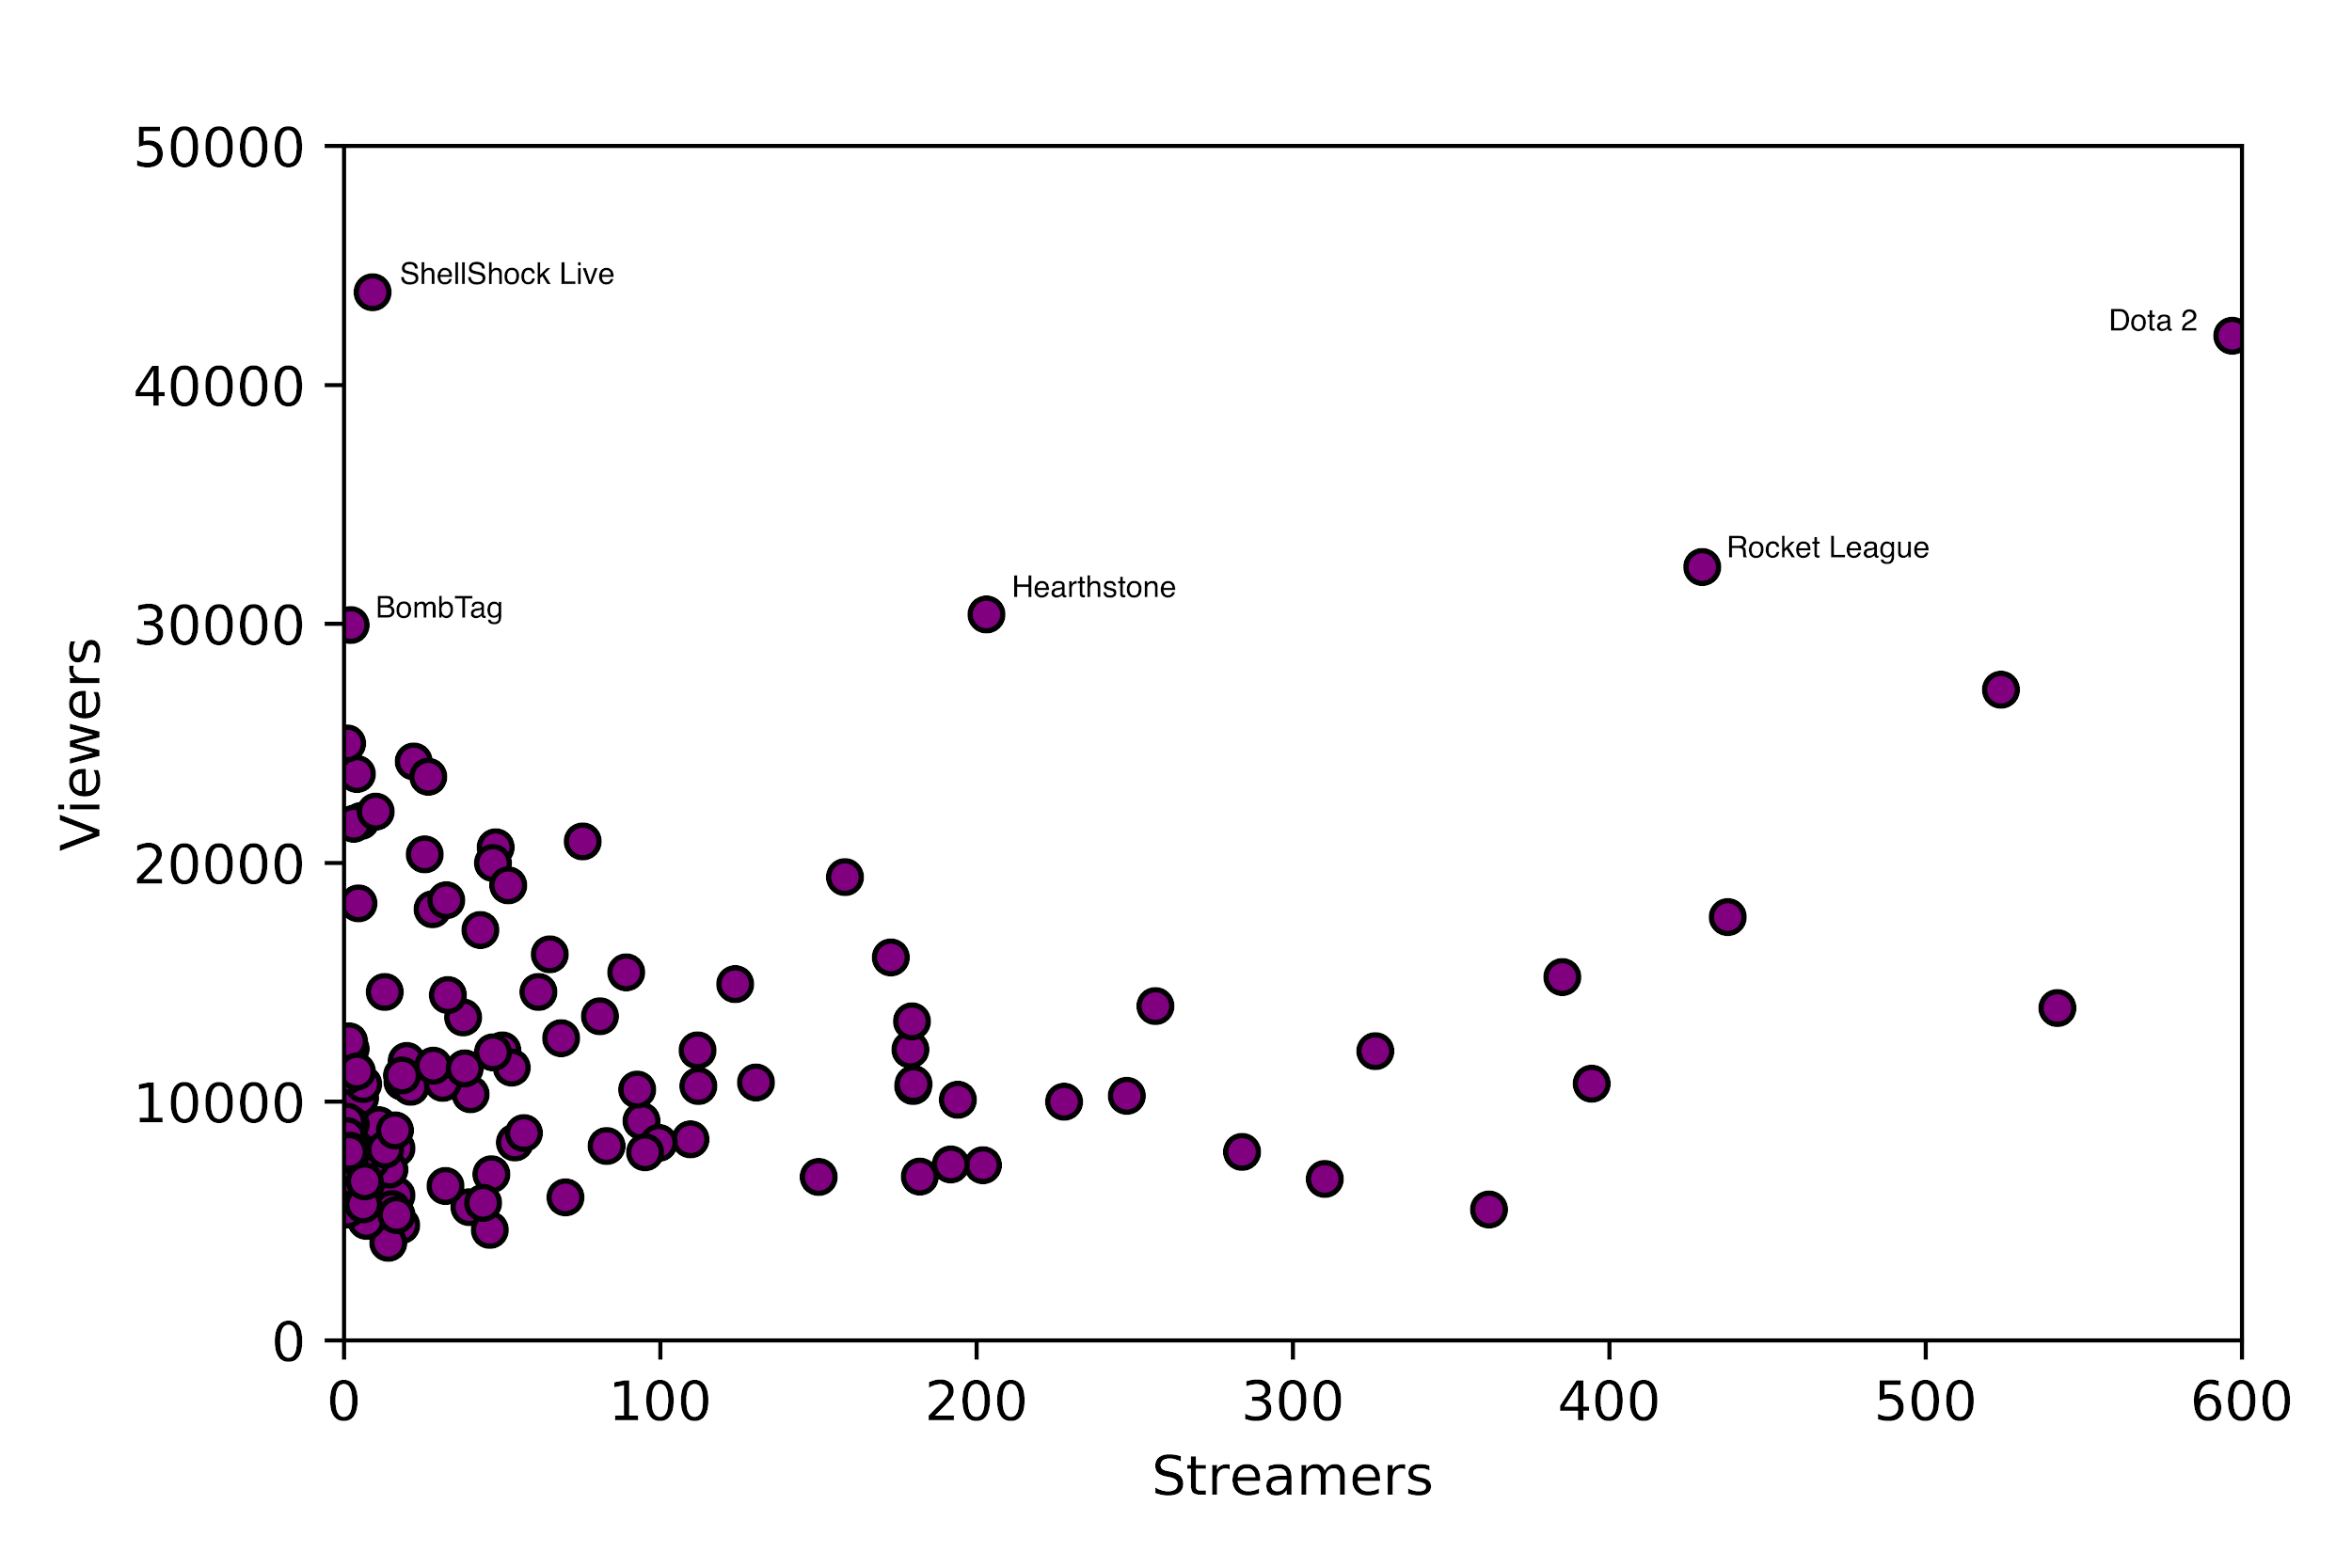 50000
ShellShock Live
Dota 2
40000
Rocket League
Hearthstone
BombTag
30000
Viewers
20000
10000
0
0 100 200 300 400 500 600
Streamers